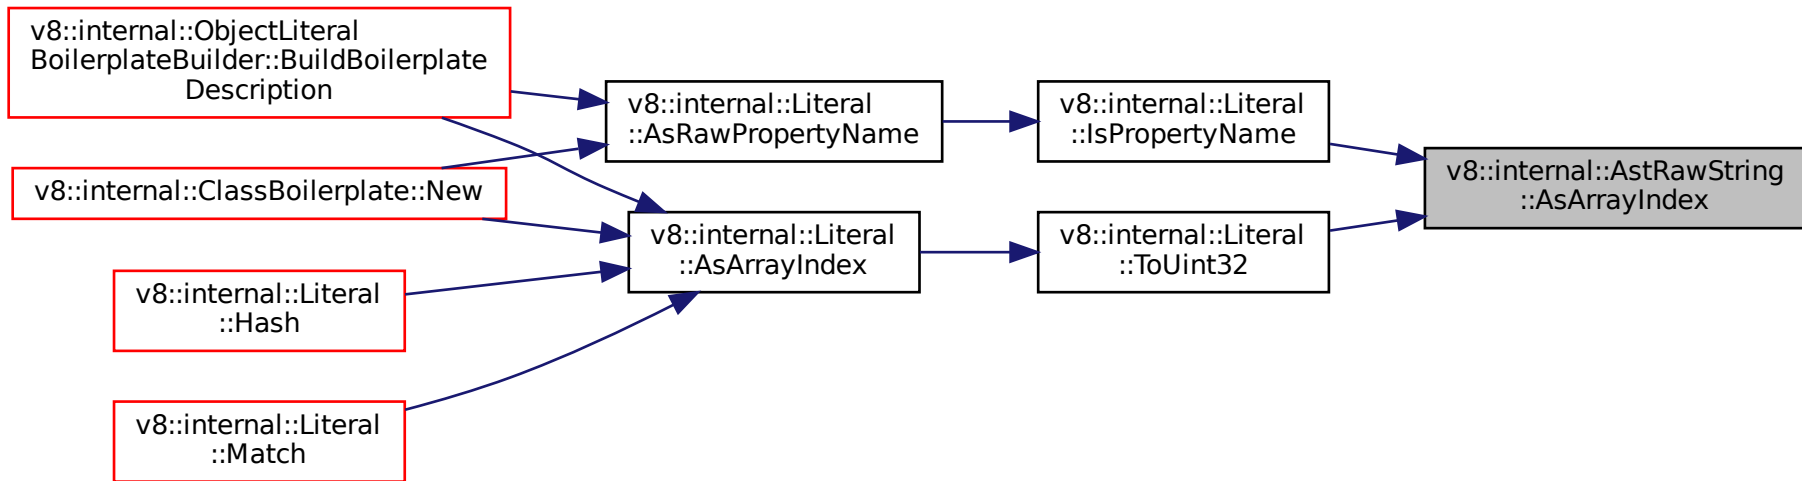 v8::internal::ObjectLiteral
BoilerplateBuilder::BuildBoilerplate
Description
v8::internal::ClassBoilerplate::New
v8::internal::Literal
::Hash
v8::internal::Literal
::Match
v8::internal::Literal
::AsRawPropertyName
v8::internal::Literal
::AsArrayIndex
v8::internal::Literal
::IsPropertyName
v8::internal::Literal
::ToUint32
v8::internal::AstRawString
::AsArrayIndex